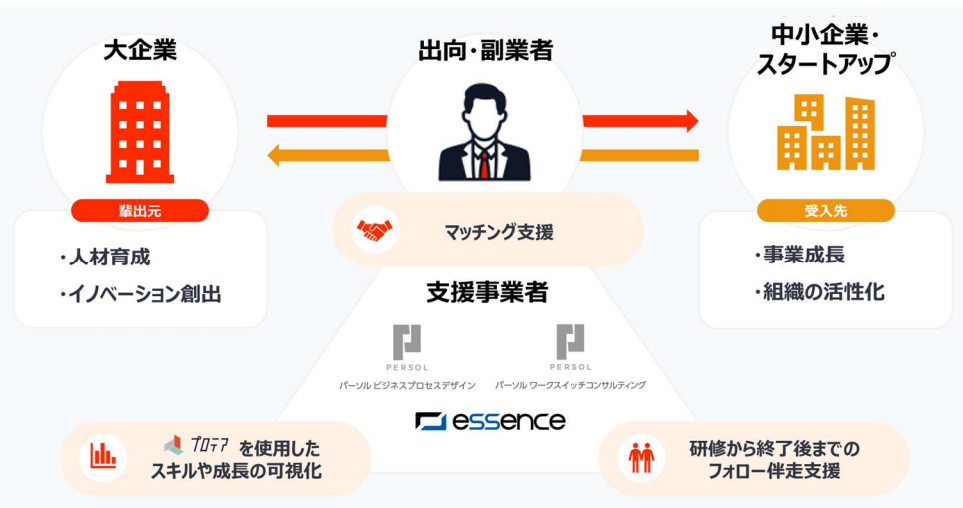 大企業
出向・副業者
中小企業・
スタートアップ
輩出元
・人材育成
・イノベーション創出
マッチング支援
受入先
・事業成長
・組織の活性化
支援事業者
PERSOL
パーソル ビジネスプロセスデザイン
PERSOL
パーソル ワークスイッチコンサルティング
essence
プロテア を使用した
スキルや成長の可視化
研修から終了後までの
フォロー伴走支援